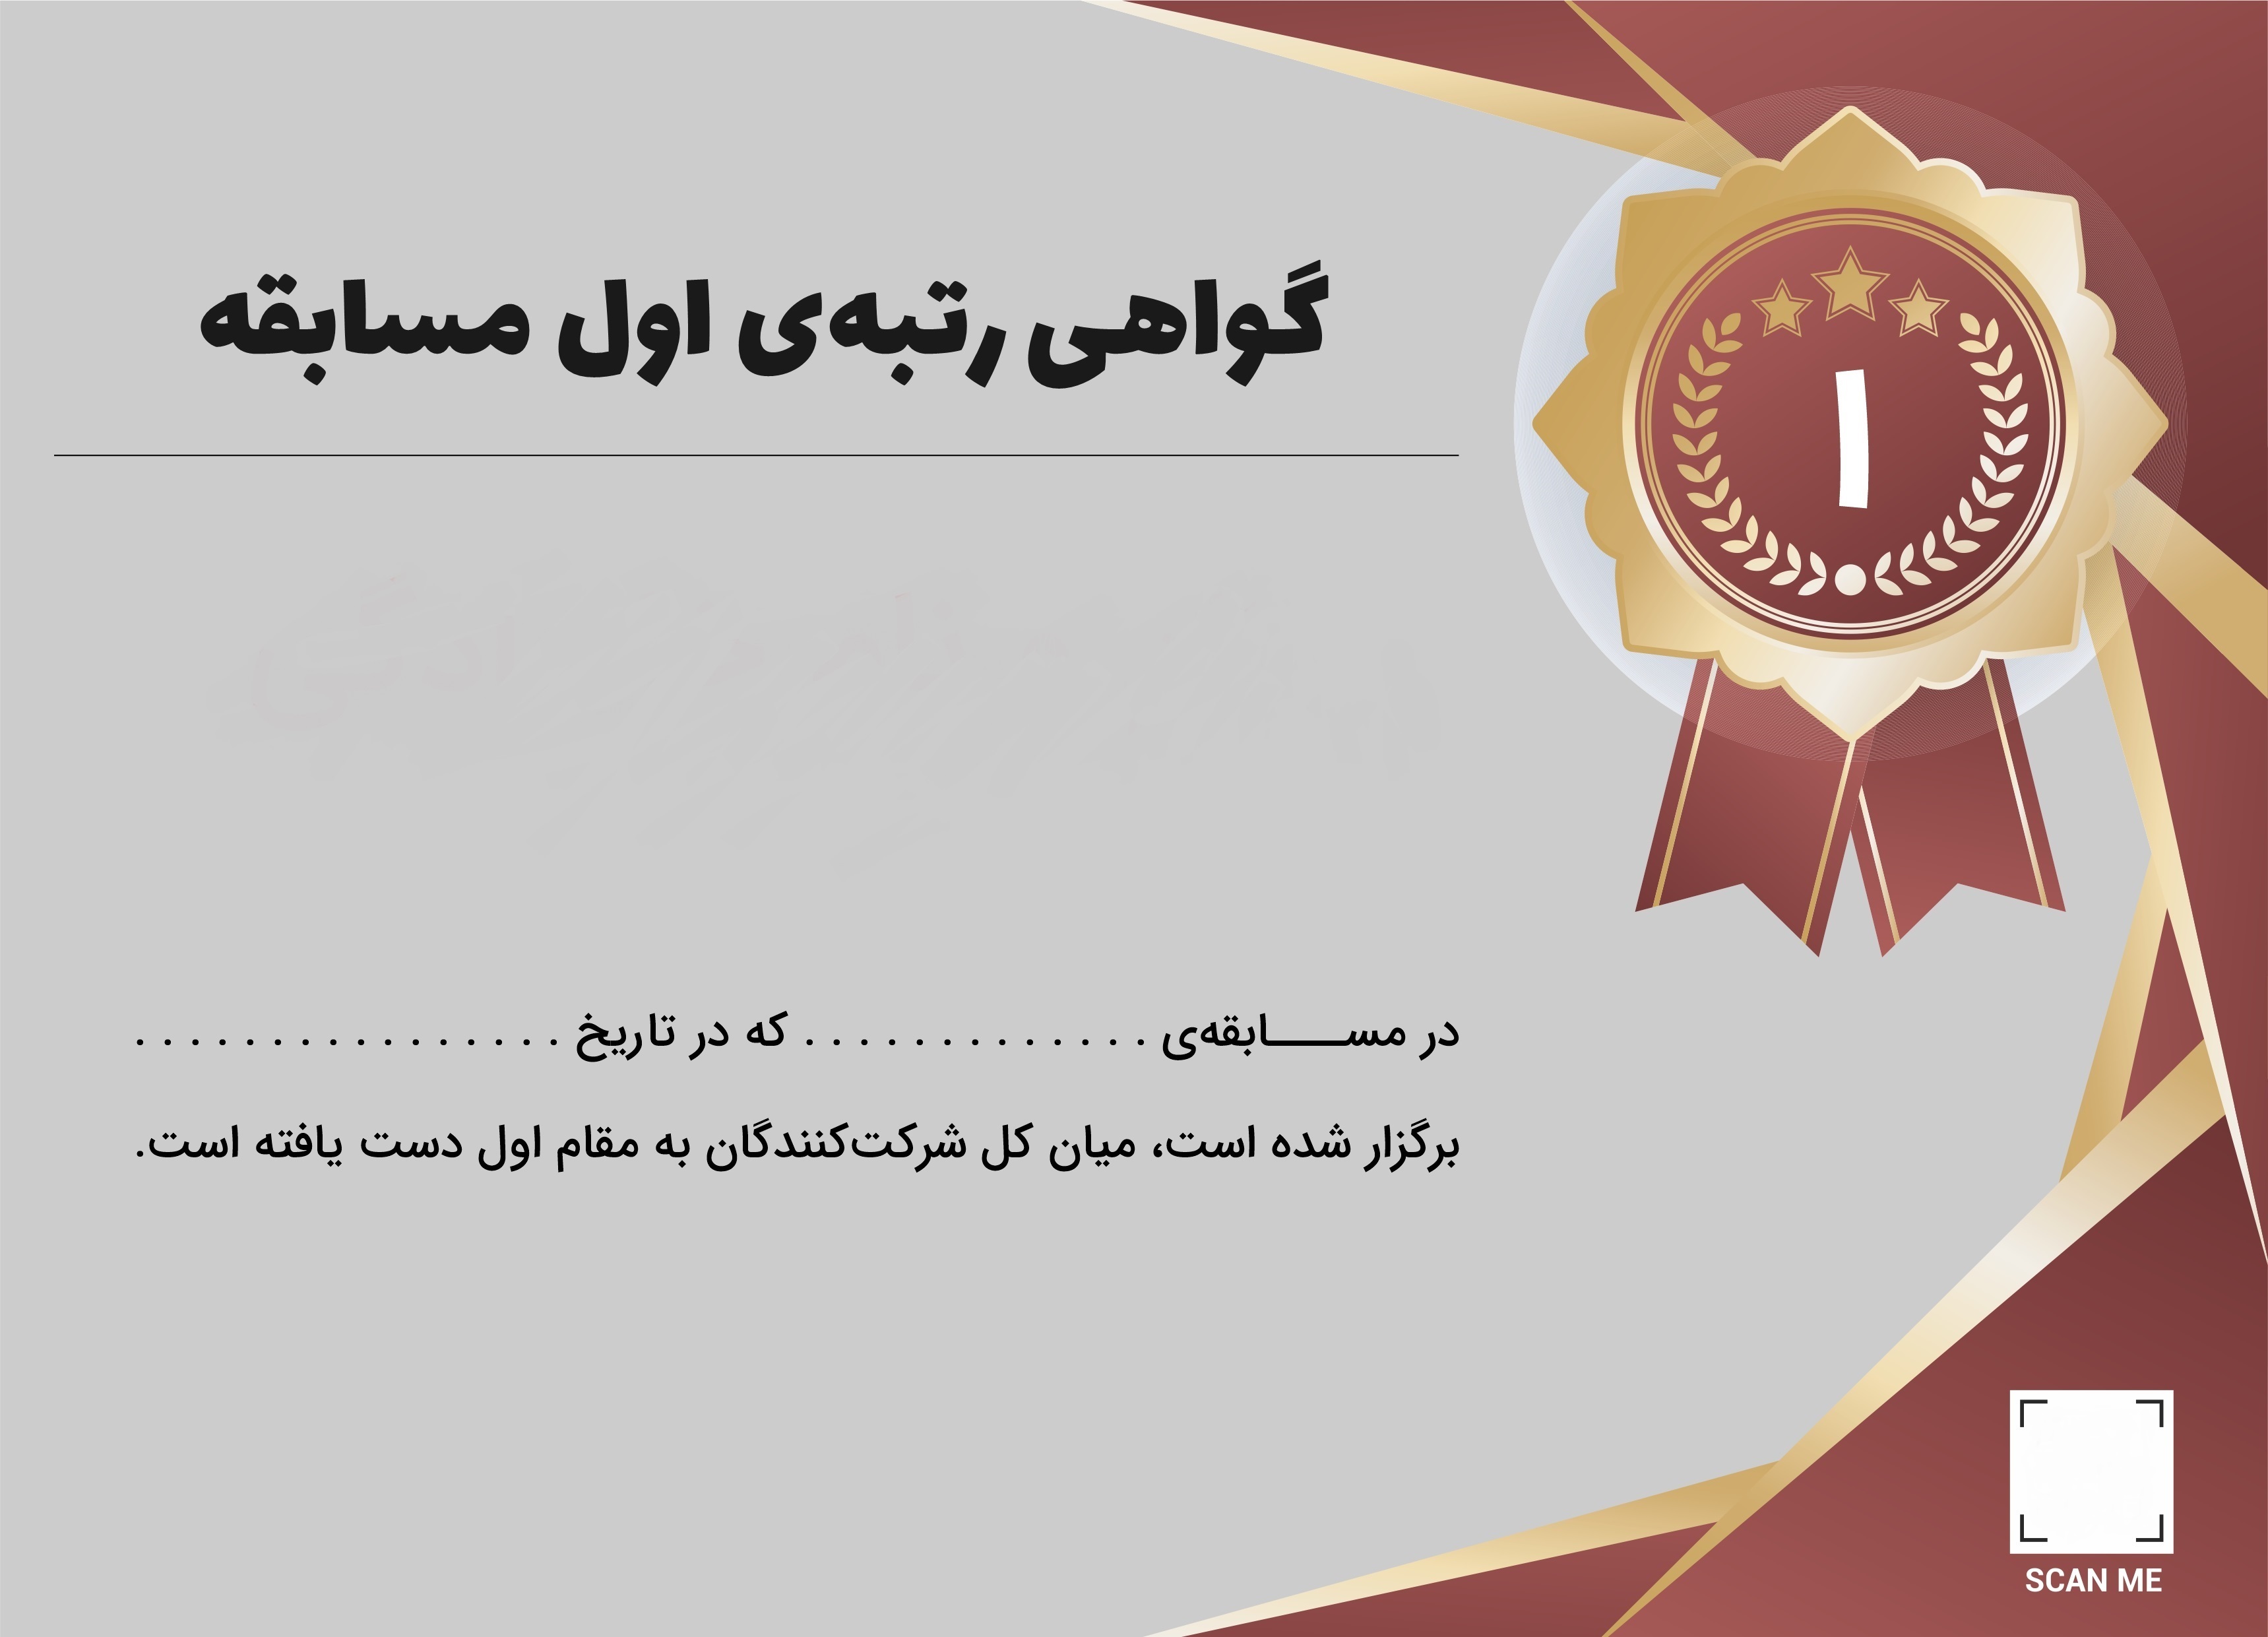 گواهی رتبه‌ی اول مسابقه
۱
در مســـــابقه‌ی . . . . . . . . . . . . . که در تاریخ . . . . . . . . . . . . . . . .
برگزار شده است، میان کل شرکت‌کنندگان به مقام اول دست یافته است.
SCAN ME